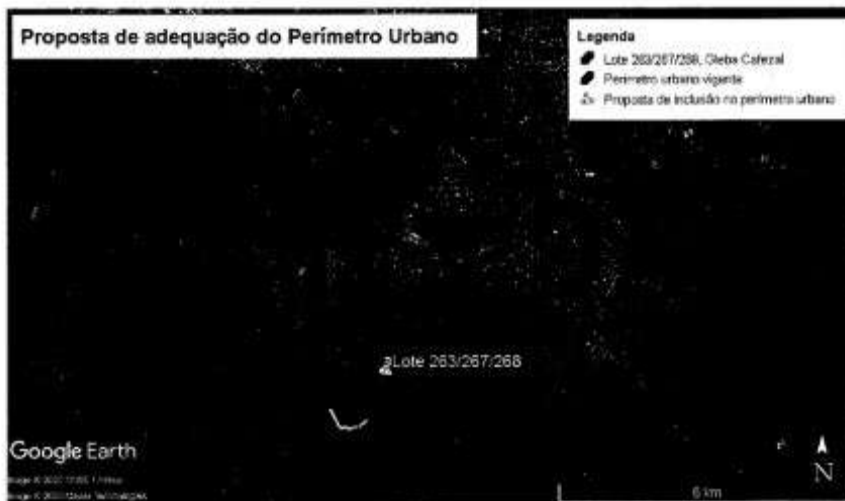 Proposta de adequação do Perímetro Urbano
Legenda
Lote 263/267/268, Gleba Cafezal
Perímetro urbano vigente
Proposta de inclusão no perímetro urbano
Lote 263/267/268
Google Earth
N
6 km